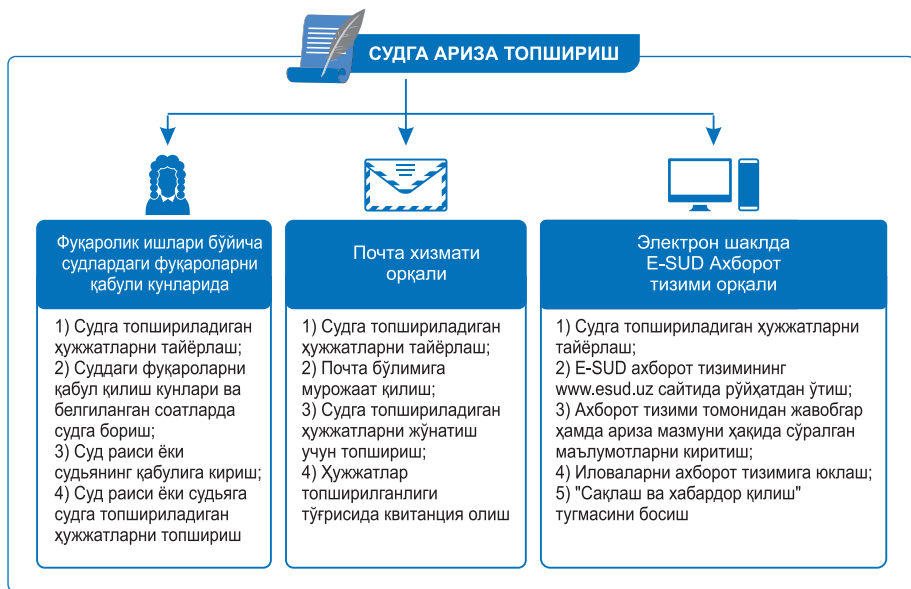 СУДГА АРИЗА ТОПШИРИШ
Фуқаролик ишлари бўйича
судлардаги фуқароларни
қабули кунларида
1) Судга топшириладиган
ҳужжатларни тайёрлаш;
2) Суддаги фуқароларни
қабул қилиш кунлари ва
белгиланган соатларда
судга бориш;
3) Суд раиси ёки
судьянинг қабулига кириш;
4) Суд раиси ёки судьяга
судга топшириладиган
ҳужжатларни топшириш
Почта хизмати
орқали
1) Судга топшириладиган
ҳужжатларни тайёрлаш;
2) Почта бўлимига
мурожаат қилиш;
3) Судга топшириладиган
ҳужжатларни жўнатиш
учун топшириш;
4) Ҳужжатлар
топширилганлиги
тўғрисида квитанция олиш
Электрон шаклда
E-SUD Ахборот
тизими орқали
1) Судга топшириладиган ҳужжатларни
тайёрлаш;
2) E-SUD ахборот тизимининг
www.esud.uz сайтида рўйҳатдан ўтиш;
3) Ахборот тизими томонидан жавобгар
ҳамда ариза мазмуни ҳақида сўралган
маълумотларни киритиш;
4) Иловаларни ахборот тизимига юклаш;
5) "Сақлаш ва хабардор қилиш"
тугмасини босиш